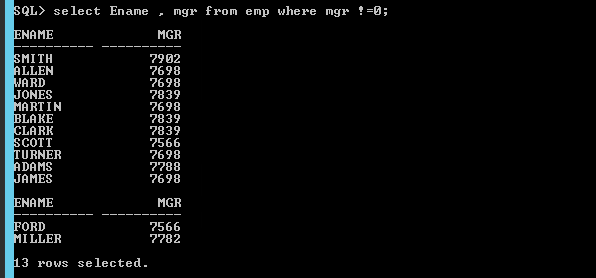 SQL> select Ename , mgr from emp where mgr !=0;
ENAME             MGR
---------- ----------
SMITH            7902
ALLEN            7698
WARD             7698
JONES            7839
MARTIN           7698
BLAKE            7839
CLARK            7839
SCOTT            7566
TURNER           7698
ADAMS            7788
JAMES            7698
ENAME             MGR
---------- ----------
FORD             7566
MILLER           7782
13 rows selected.